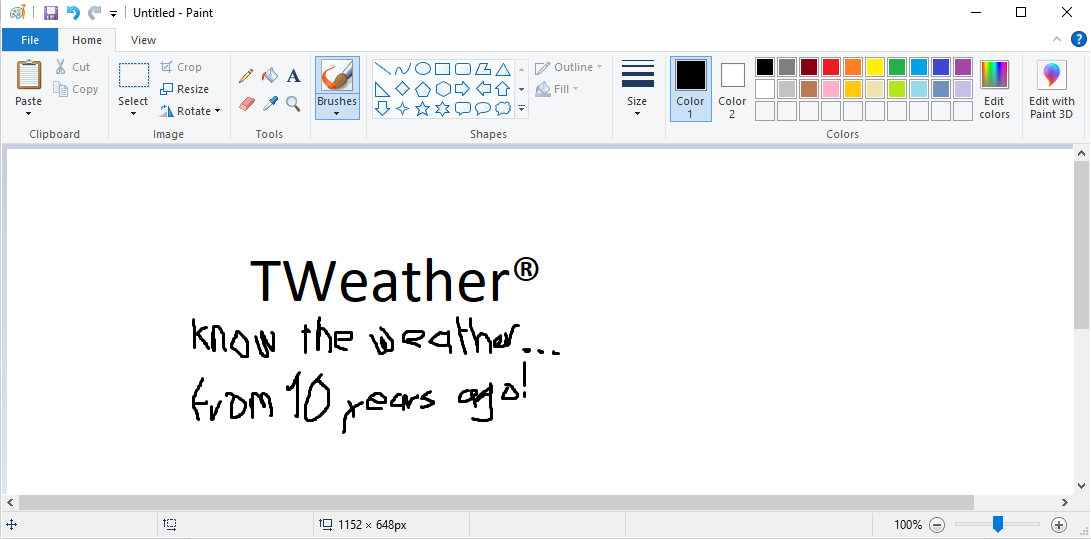 Untitled - Paint
File Home View
Paste Cut Copy Clipboard
Select Crop Resize Rotate Image
A Tools
Brushes
Shapes Outline Fill
Size
Color 1 Color 2 Edit colors Colors
Edit with Paint 3D
TWeather®
know the weather...
from 10 years ago!
1152 × 648px 100%